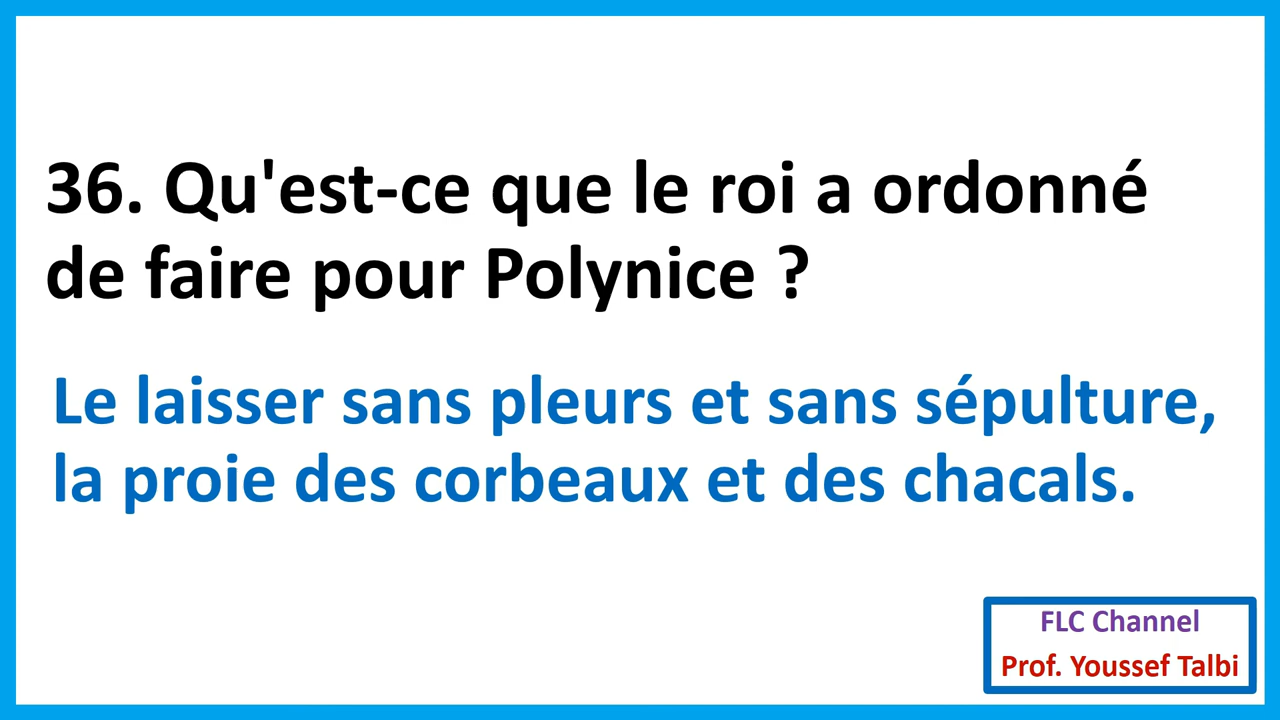 36. Qu'est-ce que le roi a ordonné
de faire pour Polynice ?
Le laisser sans pleurs et sans sépulture,
la proie des corbeaux et des chacals.
FLC Channel
Prof. Youssef Talbi